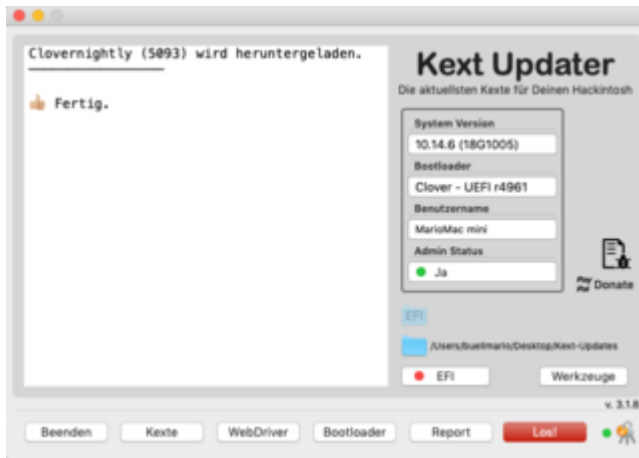 Clovernightly (5093) wird heruntergeladen.
👍 Fertig.
Kext Updater
Die aktuellsten Kexte für Deinen Hackintosh
System Version
10.14.6 (18G1005)
Bootloader
Clover - UEFI r4961
Benutzername
MarioMac mini
Admin Status
Ja
PayPal Donate
EFI
/Users/buellmario/Desktop/Kext-Updates
EFI
Werkzeuge
v. 3.1.8
Beenden
Kexte
WebDriver
Bootloader
Report
Los!